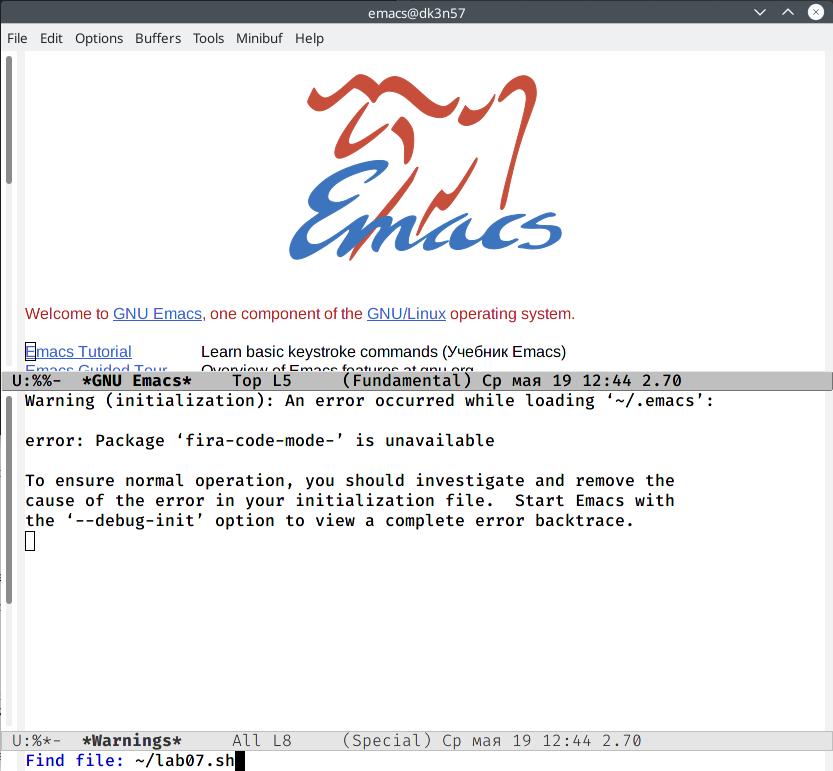 emacs@dk3n57
File Edit Options Buffers Tools Minibuf Help
Emacs
Welcome to GNU Emacs, one component of the GNU/Linux operating system.
Emacs Tutorial Learn basic keystroke commands (Учебник Emacs)
Emacs Guided Tour Overview of Emacs features at gnu.org
U:%%- *GNU Emacs* Top L5 (Fundamental) Ср мая 19 12:44 2.70
Warning (initialization): An error occurred while loading ‘~/.emacs’:
error: Package ‘fira-code-mode-’ is unavailable
To ensure normal operation, you should investigate and remove the
cause of the error in your initialization file. Start Emacs with
the ‘--debug-init’ option to view a complete error backtrace.
U:%*- *Warnings* All L8 (Special) Ср мая 19 12:44 2.70
Find file: ~/lab07.sh